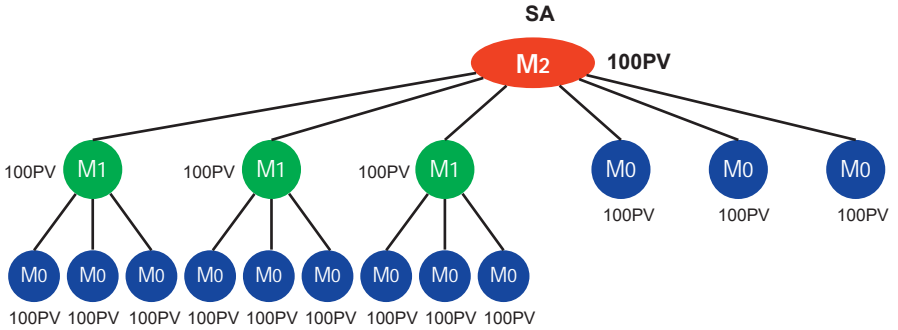 SA
M2 100PV
100PV M1 100PV M1 100PV M1 M0 M0 M0
100PV 100PV 100PV
M0 M0 M0 M0 M0 M0 M0 M0 M0
100PV 100PV 100PV 100PV 100PV 100PV 100PV 100PV 100PV